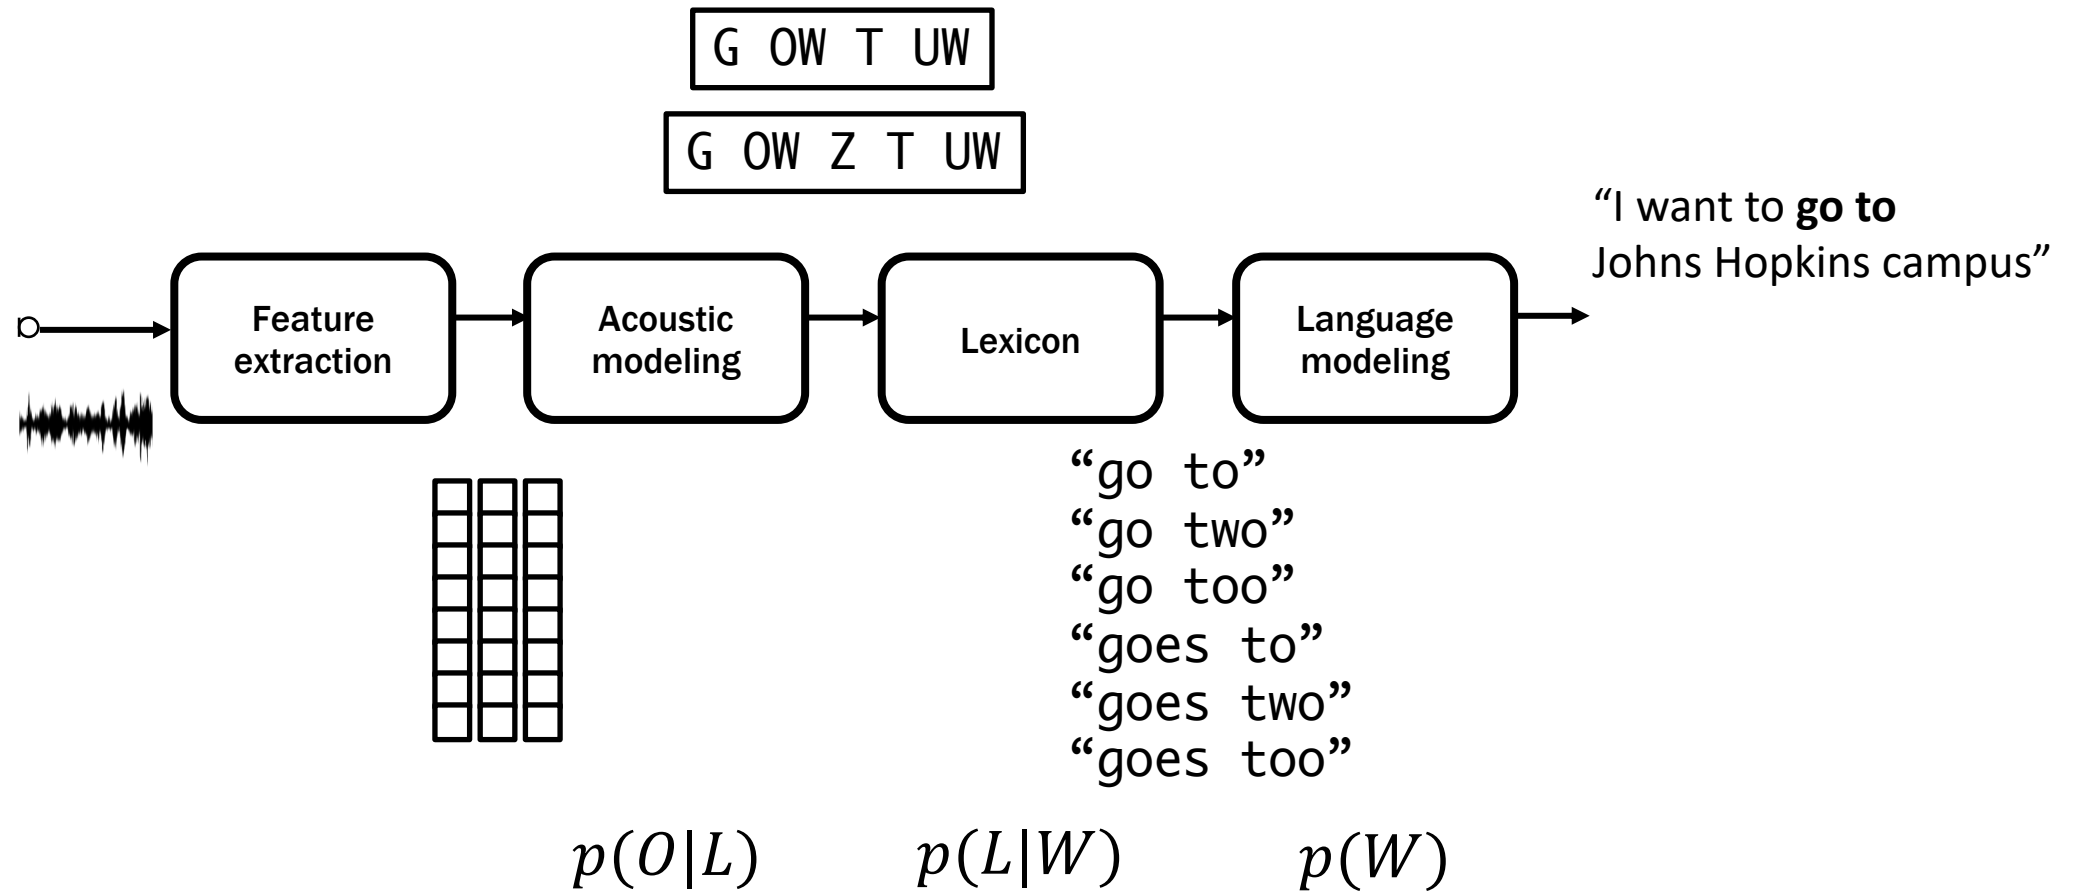 G OW T UW
G OW Z T UW
“I want to go to
Johns Hopkins campus”
Feature
extraction
Acoustic
modeling
Lexicon
Language
modeling
“go to”
“go two”
“go too”
“goes to”
“goes two”
“goes too”
p(O|L)
p(L|W)
p(W)